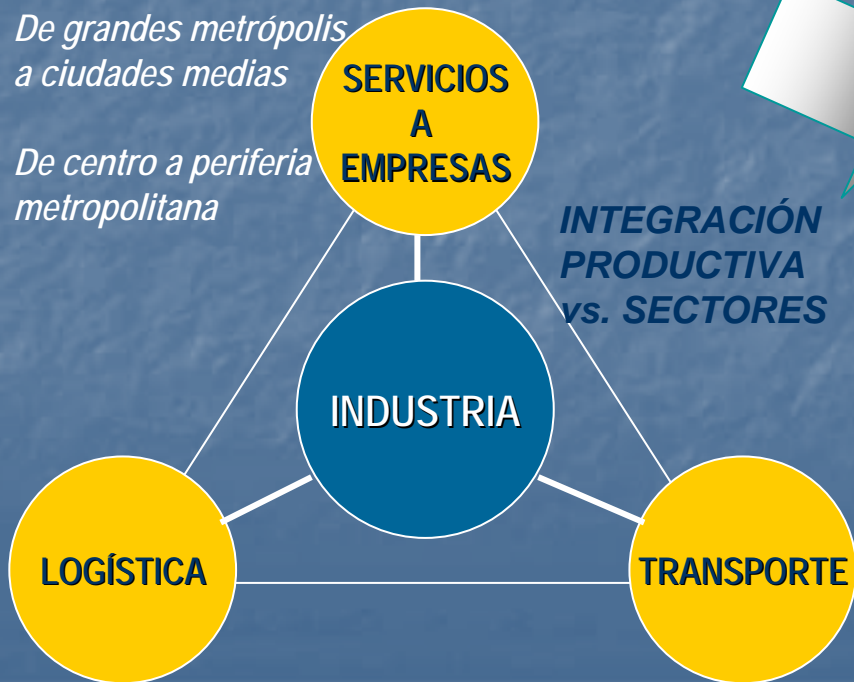 De grandes metrópolis
a ciudades medias
De centro a periferia
metropolitana
SERVICIOS
A
EMPRESAS
INTEGRACIÓN
PRODUCTIVA
vs. SECTORES
INDUSTRIA
LOGÍSTICA
TRANSPORTE